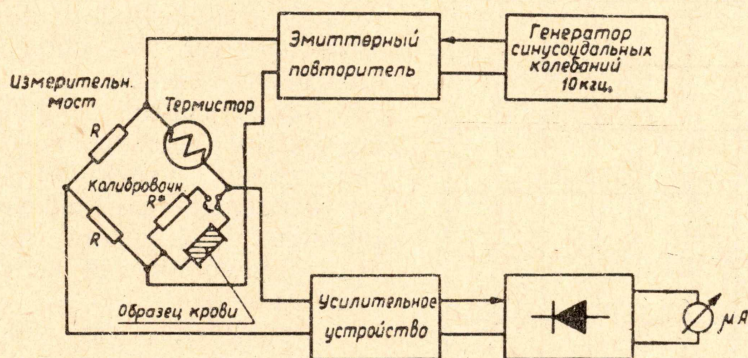 Эмиттерный
повторитель
Генератор
синусоидальных
колебаний
10 кгц.
Измерительн.
мост
Термистор
R
Калибровочн.
R*
R
Образец крови
Усилительное
устройство
μA